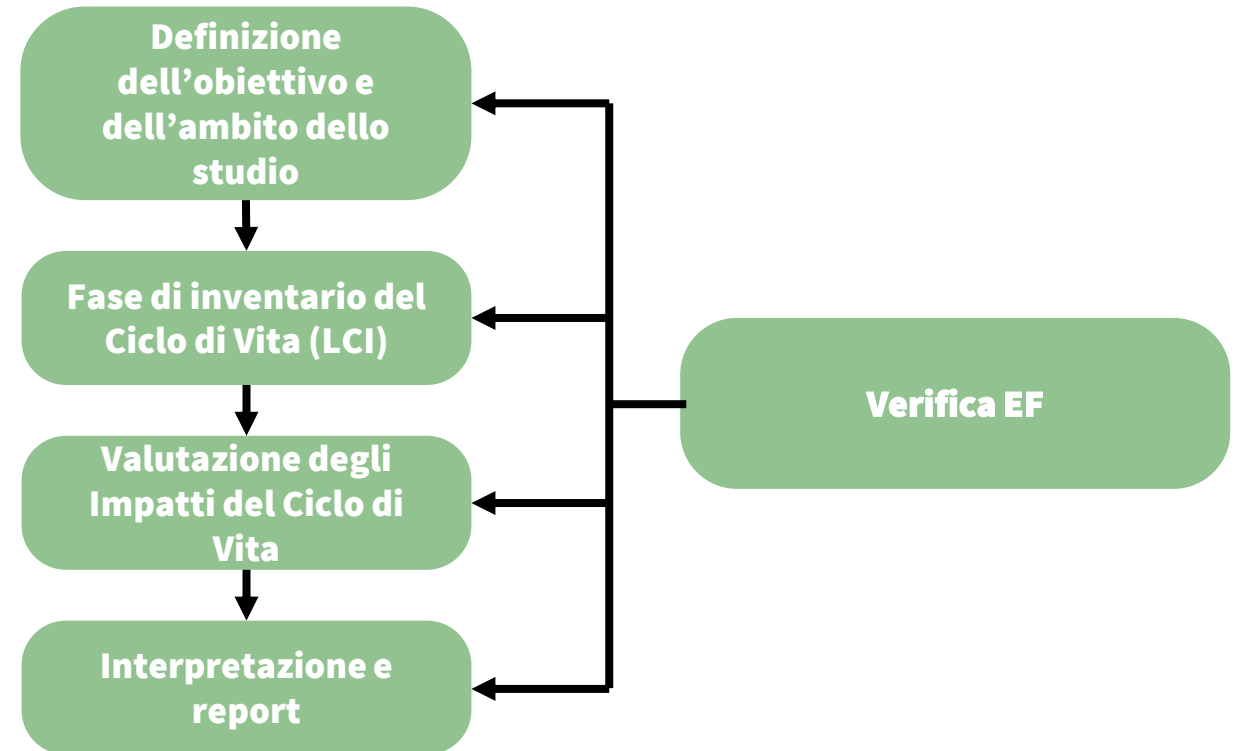 Definizione
dell’obiettivo e
dell’ambito dello
studio
Fase di inventario del
Ciclo di Vita (LCI)
Valutazione degli
Impatti del Ciclo di
Vita
Interpretazione e
report
Verifica EF